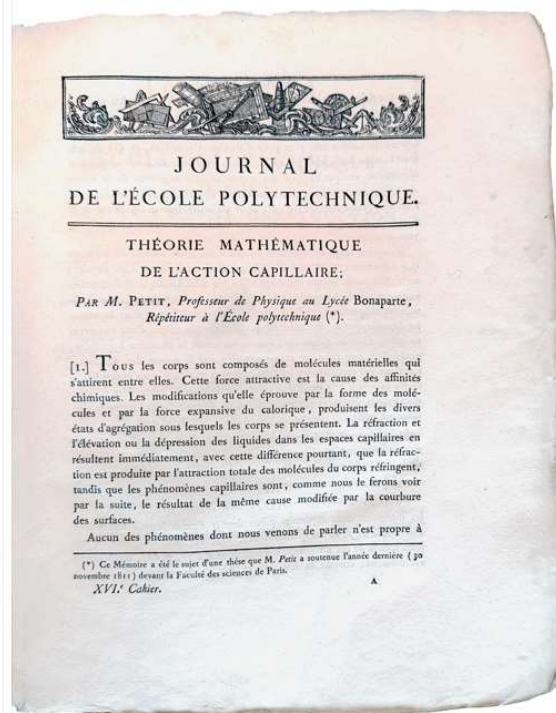 JOURNAL
DE L'ÉCOLE POLYTECHNIQUE.
THÉORIE MATHÉMATIQUE
DE L'ACTION CAPILLAIRE;
PAR M. PETIT, Professeur de Physique au Lycée Bonaparte,
Répétiteur à l'École polytechnique (*).
[1.] Tous les corps sont composés de molécules matérielles qui
s'attirent entre elles. Cette force attractive est la cause des affinités
chimiques. Les modifications qu'elle éprouve par la forme des molé-
cules et par la force expansive du calorique, produisent les divers
états d'agrégation sous lesquels les corps se présentent. La réfraction et
l'élévation ou la dépression des liquides dans les espaces capillaires en
résultent immédiatement, avec cette différence pourtant, que la réfrac-
tion est produite par l'attraction totale des molécules du corps réfringent,
tandis que les phénomènes capillaires sont, comme nous le ferons voir
par la suite, le résultat de la même cause modifiée par la courbure
des surfaces.
Aucun des phénomènes dont nous venons de parler n'est propre à
(*) Ce Mémoire a été le sujet d'une thèse que M. Petit a soutenue l'année dernière (30
novembre 1811) devant la Faculté des sciences de Paris.
XVI.e Cahier.
A